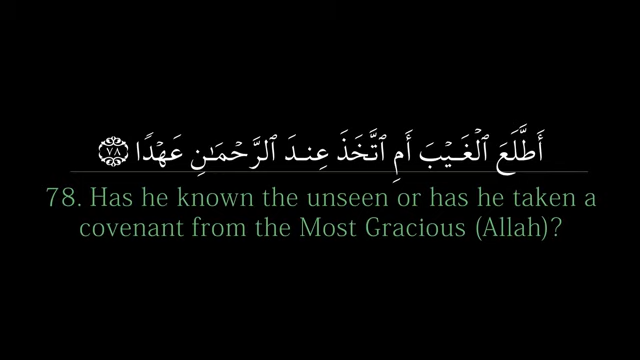 أَطَّلَعَ ٱلْغَيْبَ أَمِ ٱتَّخَذَ عِندَ ٱلرَّحْمَـٰنِ عَهْدًا ۝٧٨
78. Has he known the unseen or has he taken a
covenant from the Most Gracious (Allah)?